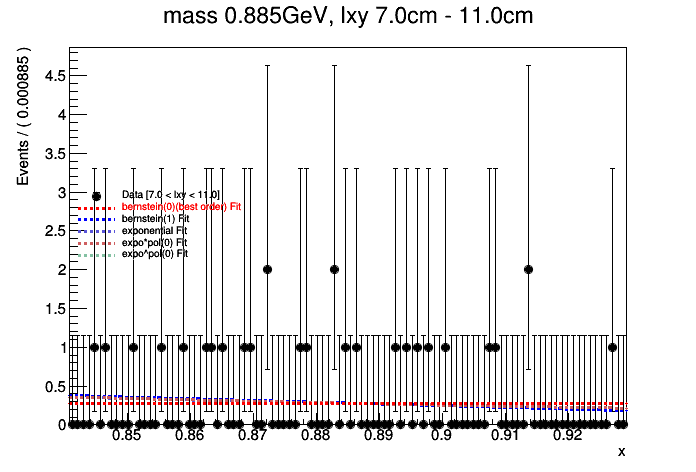 mass 0.885GeV, lxy 7.0cm - 11.0cm
Events / ( 0.000885 )
4.5
4
3.5
3
2.5
2
1.5
1
0.5
0
Data [7.0 < lxy < 11.0]
bernstein(0)(best order) Fit
bernstein(1) Fit
exponential Fit
expo*pol(0) Fit
expo^pol(0) Fit
0.85 0.86 0.87 0.88 0.89 0.9 0.91 0.92
x